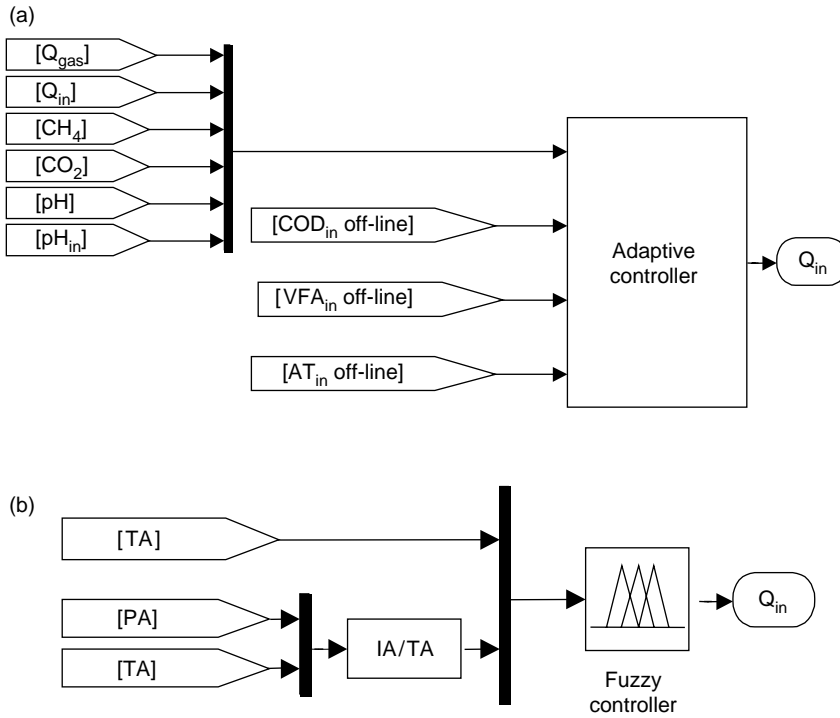 (a)
[Q_gas]
[Q_in]
[CH_4]
[CO_2]
[pH]
[pH_in]
[COD_in off-line]
[VFA_in off-line]
[AT_in off-line]
Adaptive
controller
Q_in
(b)
[TA]
[PA]
[TA]
IA/TA
Fuzzy
controller
Q_in